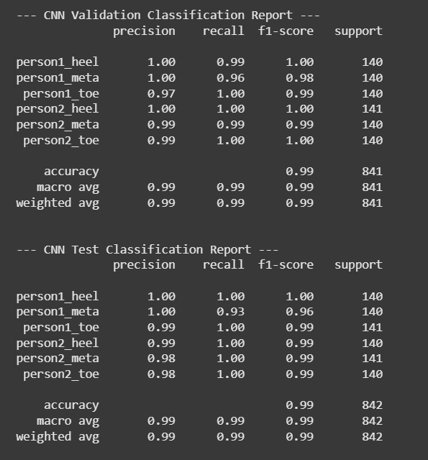 --- CNN Validation Classification Report ---
precision recall f1-score support
person1_heel 1.00 0.99 1.00 140
person1_meta 1.00 0.96 0.98 140
person1_toe 0.97 1.00 0.99 140
person2_heel 1.00 1.00 1.00 141
person2_meta 0.99 0.99 0.99 140
person2_toe 0.99 1.00 1.00 140
accuracy 0.99 841
macro avg 0.99 0.99 0.99 841
weighted avg 0.99 0.99 0.99 841
--- CNN Test Classification Report ---
precision recall f1-score support
person1_heel 1.00 1.00 1.00 140
person1_meta 1.00 0.93 0.96 140
person1_toe 0.99 1.00 0.99 141
person2_heel 0.99 1.00 0.99 140
person2_meta 0.98 1.00 0.99 141
person2_toe 0.98 1.00 0.99 140
accuracy 0.99 842
macro avg 0.99 0.99 0.99 842
weighted avg 0.99 0.99 0.99 842